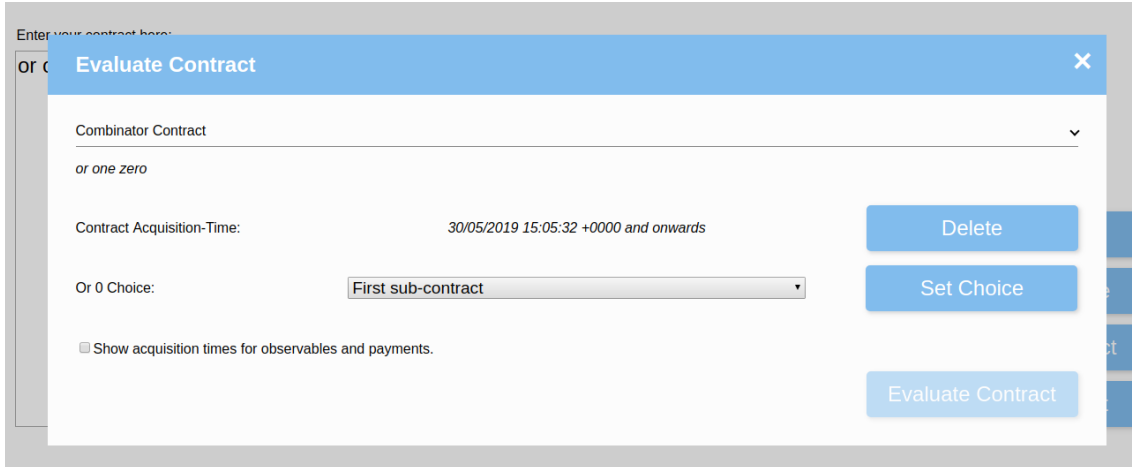 Enter your contract here:
or
Evaluate Contract ×
Combinator Contract
or one zero
Contract Acquisition-Time: 30/05/2019 15:05:32 +0000 and onwards Delete
Or 0 Choice: First sub-contract Set Choice
Show acquisition times for observables and payments.
Evaluate Contract